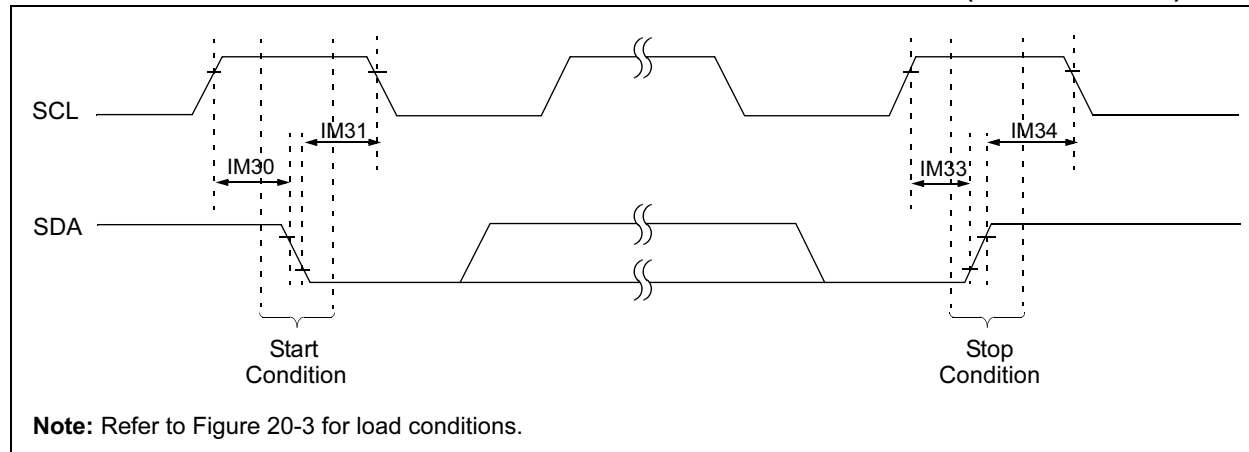 SCL
IM31
IM34
IM30
IM33
SDA
Start
Condition
Stop
Condition
Note: Refer to Figure 20-3 for load conditions.